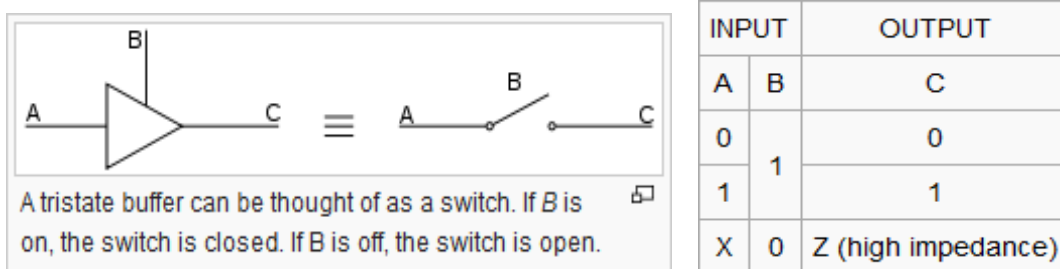 B
A
C
≡
B
A
C
A tristate buffer can be thought of as a switch. If B is
on, the switch is closed. If B is off, the switch is open.
INPUT OUTPUT
A B C
0 0
1
1 1
X 0 Z (high impedance)